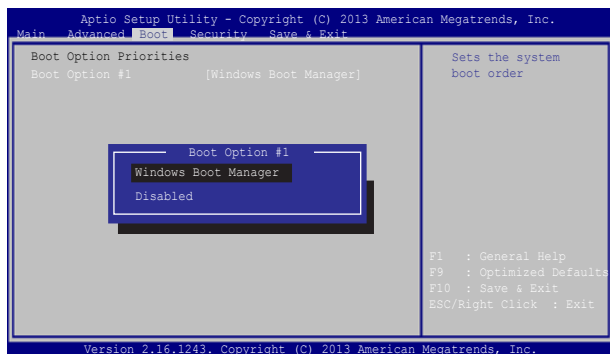 Aptio Setup Utility - Copyright (C) 2013 American Megatrends, Inc.
Main Advanced Boot Security Save & Exit
Boot Option Priorities
Boot Option #1 [Windows Boot Manager]
Sets the system
boot order
Boot Option #1
Windows Boot Manager
Disabled
F1 : General Help
F9 : Optimized Defaults
F10 : Save & Exit
ESC/Right Click : Exit
Version 2.16.1243. Copyright (C) 2013 American Megatrends, Inc.